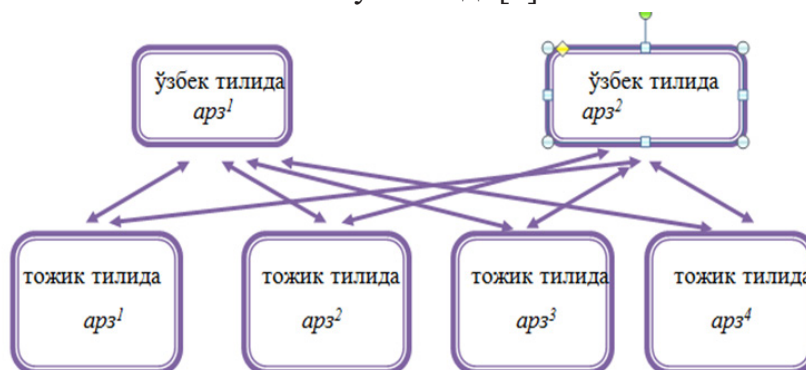 ўзбек тилида
арз¹
ўзбек тилида
арз²
тожик тилида
арз¹
тожик тилида
арз²
тожик тилида
арз³
тожик тилида
арз⁴